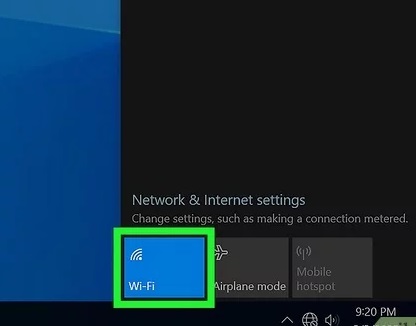 Network & Internet settings
Change settings, such as making a connection metered.
Wi-Fi
Airplane mode
Mobile
hotspot
9:20 PM